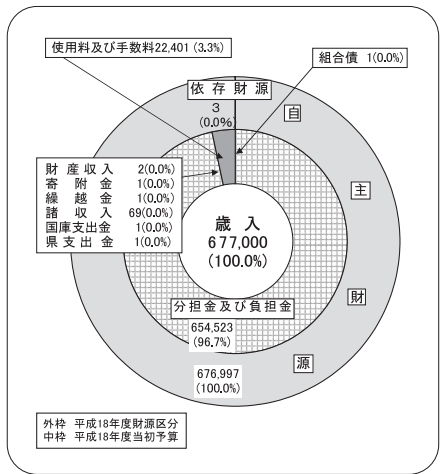 使用料及び手数料22,401 (3.3%)
組合債 1(0.0%)
依存財源
3
(0.0%)
自
主
財
源
財産収入 2(0.0%)
寄附金 1(0.0%)
繰越金 1(0.0%)
諸収入 69(0.0%)
国庫支出金 1(0.0%)
県支出金 1(0.0%)
歳入
677,000
(100.0%)
分担金及び負担金
654,523
(96.7%)
676,997
(100.0%)
外枠 平成18年度財源区分
中枠 平成18年度当初予算